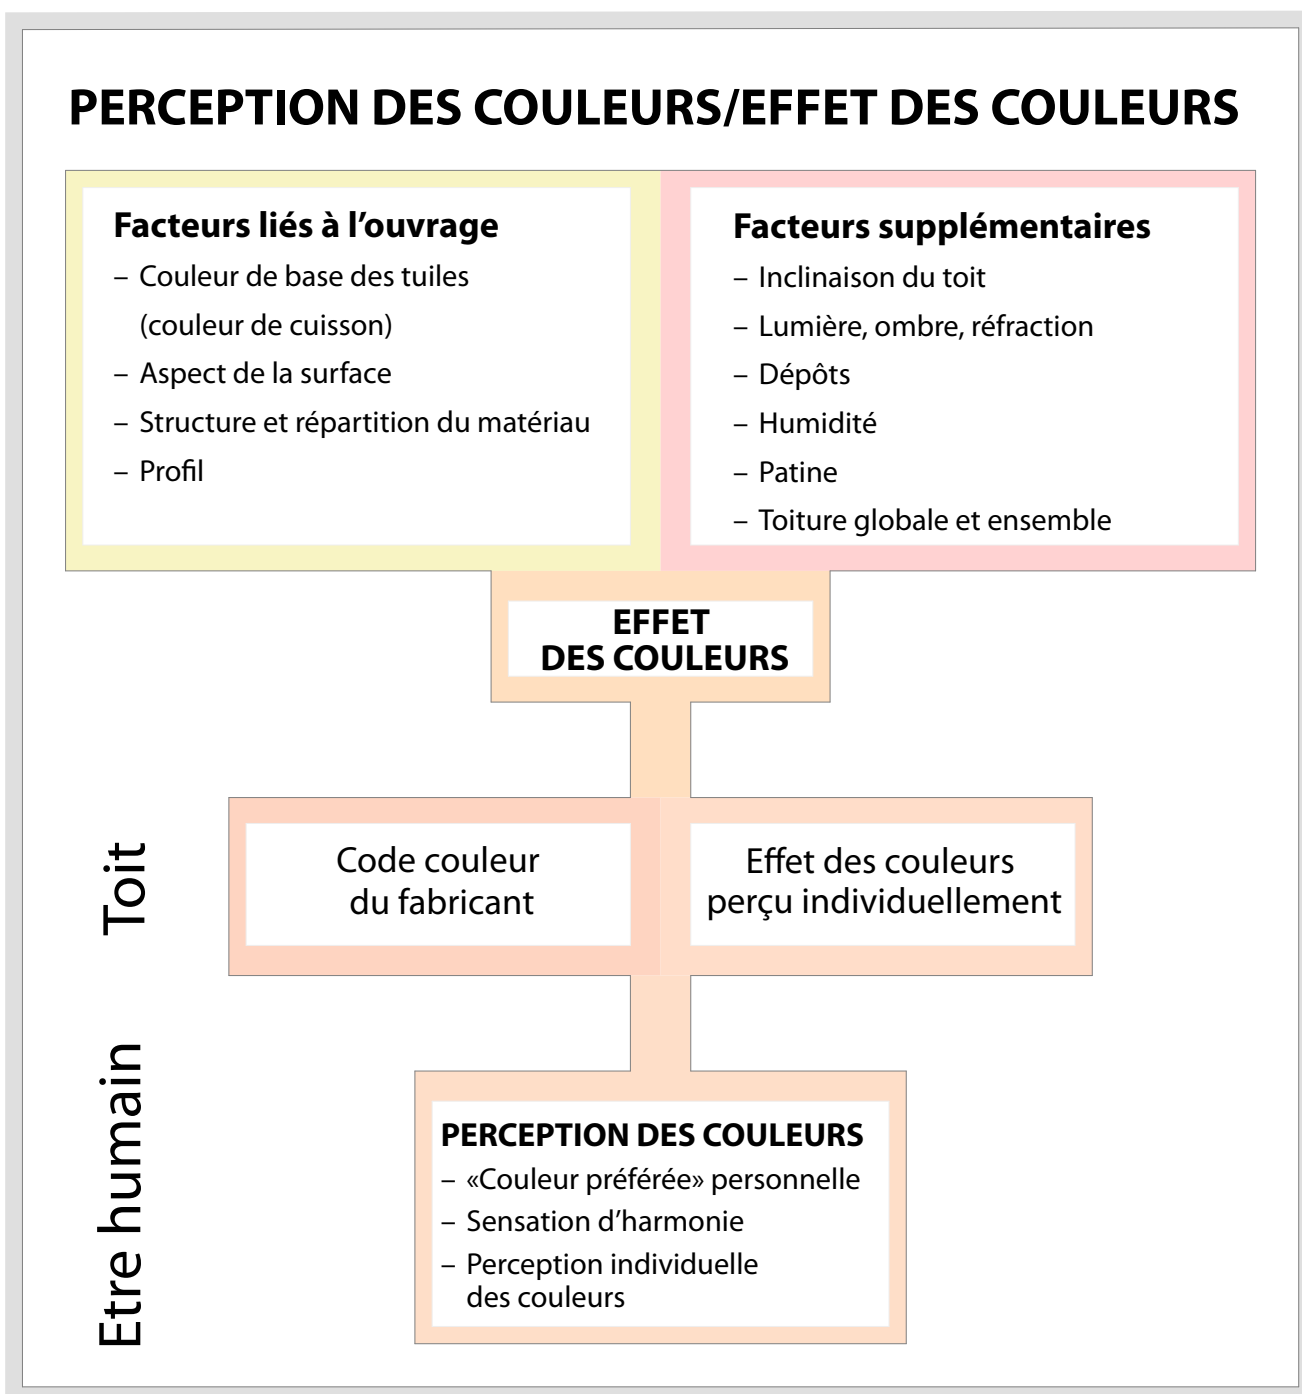 PERCEPTION DES COULEURS/EFFET DES COULEURS
Facteurs liés à l’ouvrage
– Couleur de base des tuiles
(couleur de cuisson)
– Aspect de la surface
– Structure et répartition du matériau
– Profil
Facteurs supplémentaires
– Inclinaison du toit
– Lumière, ombre, réfraction
– Dépôts
– Humidité
– Patine
– Toiture globale et ensemble
EFFET
DES COULEURS
Toit
Code couleur
du fabricant
Effet des couleurs
perçu individuellement
Etre humain
PERCEPTION DES COULEURS
– «Couleur préférée» personnelle
– Sensation d’harmonie
– Perception individuelle
des couleurs